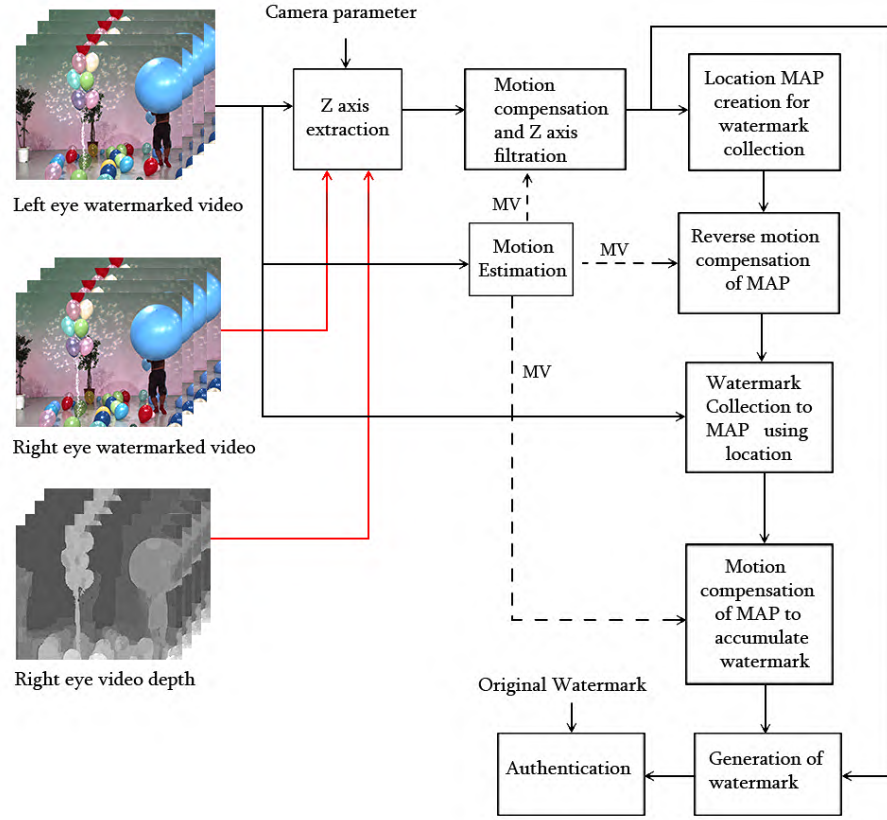 Camera parameter
Z axis
extraction
Motion
compensation
and Z axis
filtration
Location MAP
creation for
watermark
collection
Left eye watermarked video
MV
Motion
Estimation
MV
Reverse motion
compensation
of MAP
Right eye watermarked video
MV
Watermark
Collection to
MAP using
location
Right eye video depth
Motion
compensation
of MAP to
accumulate
watermark
Original Watermark
Authentication
Generation of
watermark